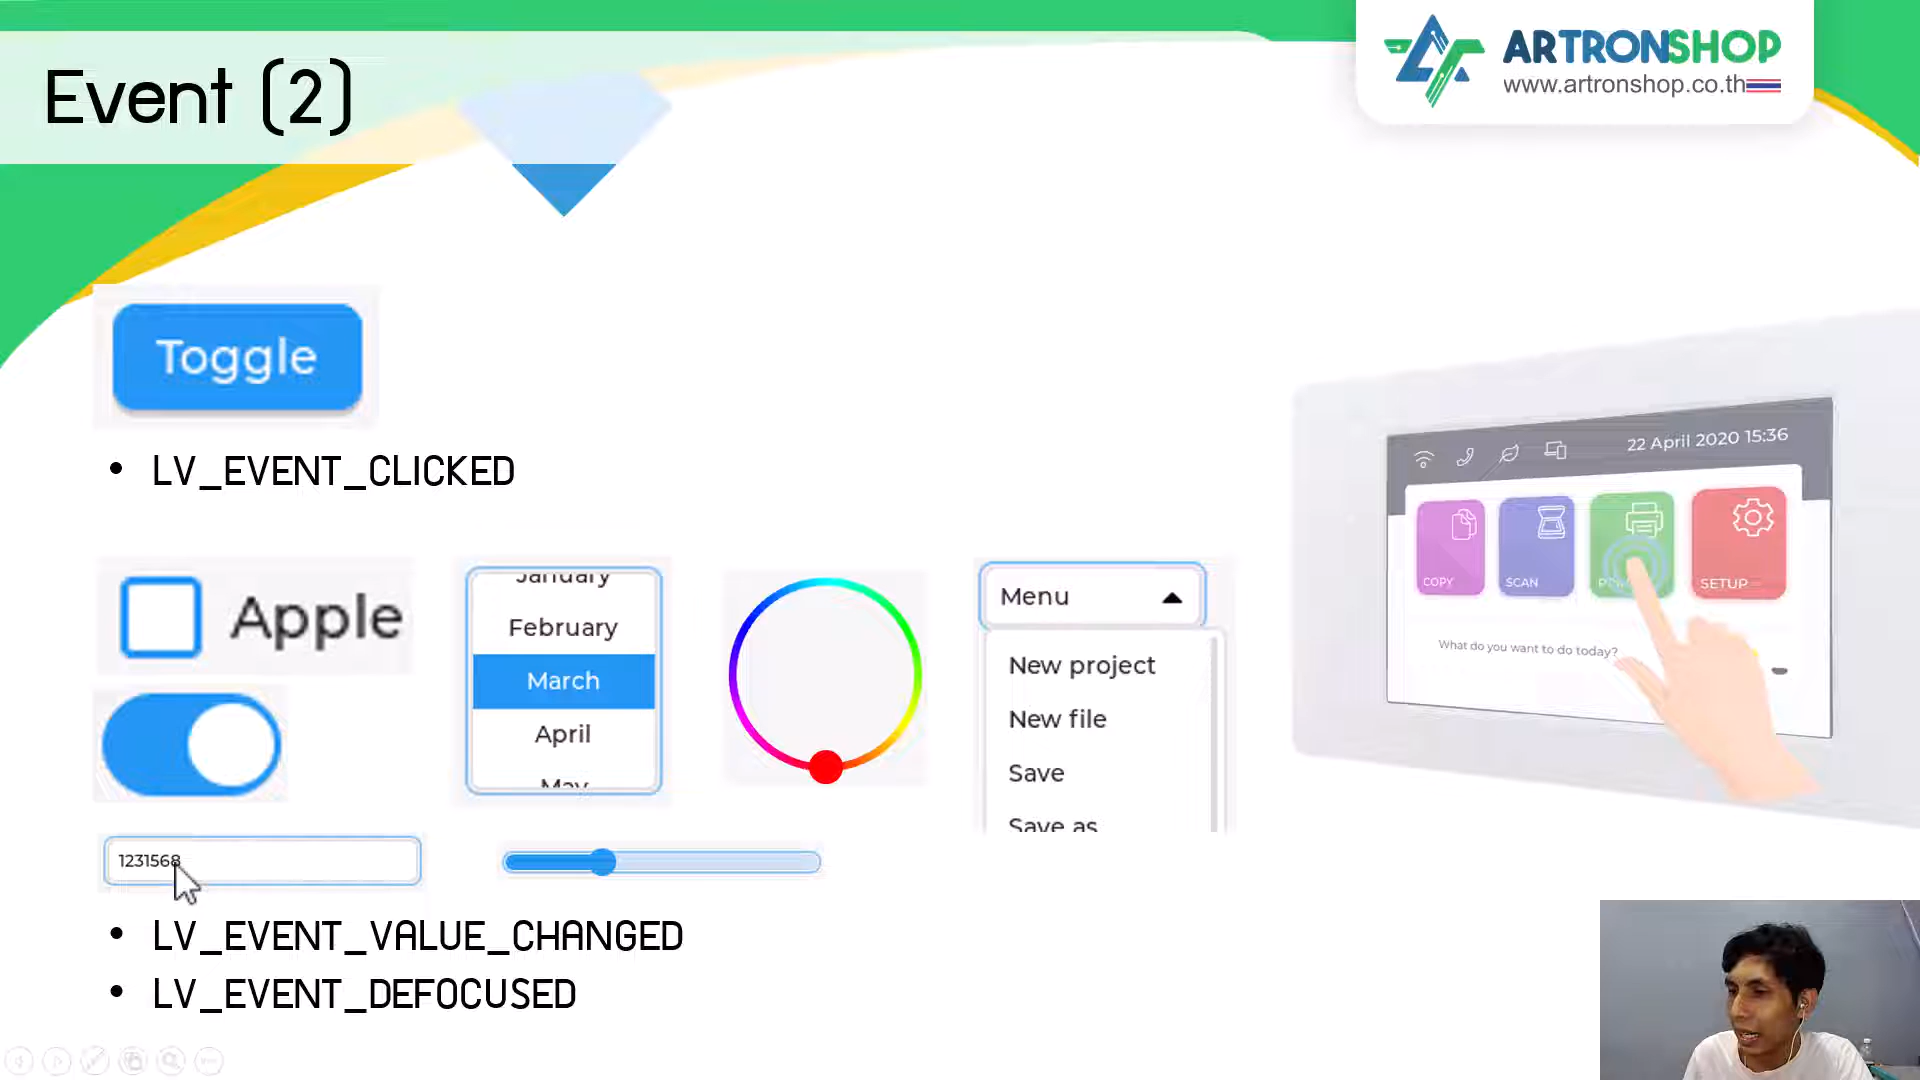 Event (2)
ARTRONSHOP
www.artronshop.co.th
Toggle
• LV_EVENT_CLICKED
Apple
January
February
March
April
May
Menu
New project
New file
Save
Save as
1231568
• LV_EVENT_VALUE_CHANGED
• LV_EVENT_DEFOCUSED
22 April 2020 15:36
COPY
SCAN
SETUP
What do you want to do today?